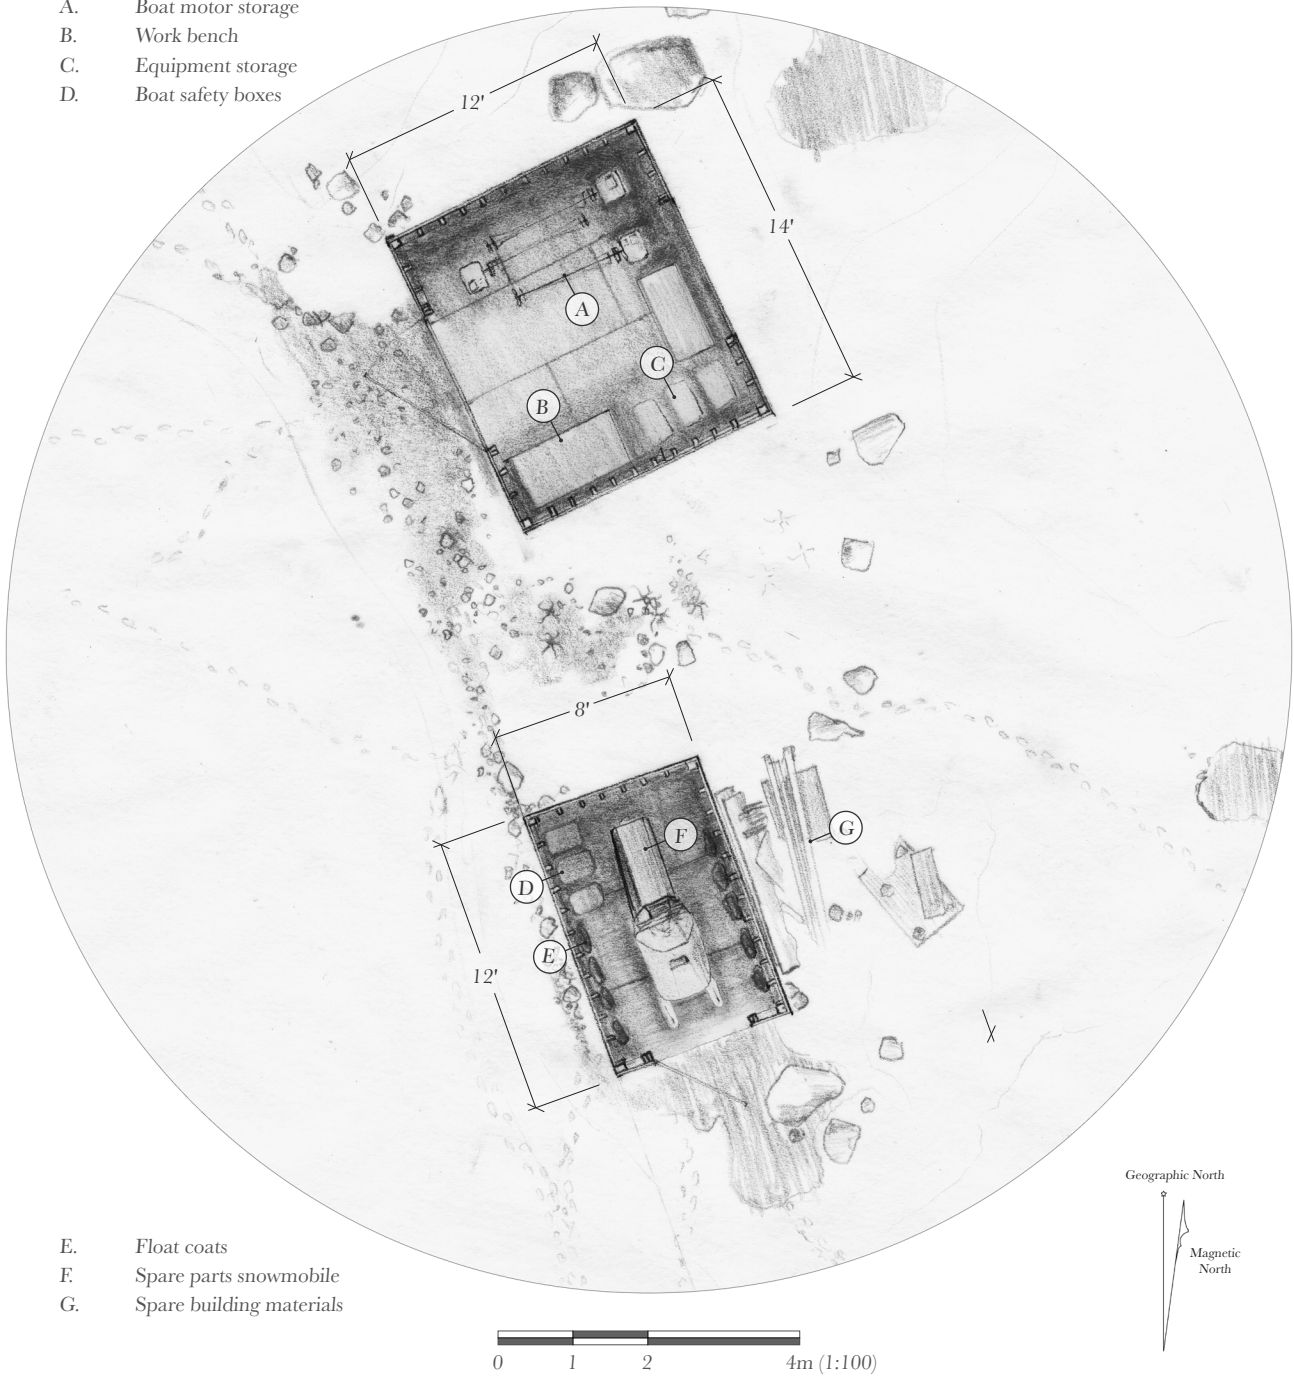 A. Boat motor storage
B. Work bench
C. Equipment storage
D. Boat safety boxes
12'
14'
A
C
B
8'
F
G
D
E
12'
Geographic North
Magnetic
North
E. Float coats
F. Spare parts snowmobile
G. Spare building materials
0 1 2 4m (1:100)